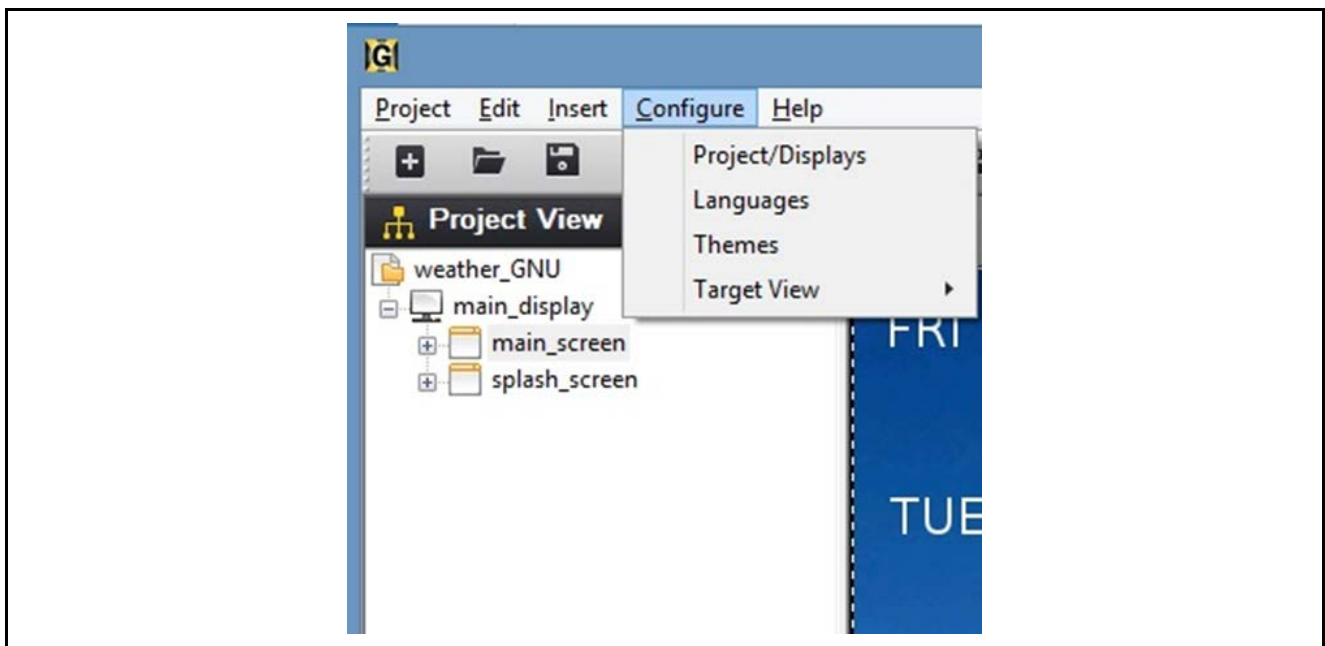 G
Project Edit Insert Configure Help
Project/Displays
Languages
Themes
Target View
Project View
weather_GNU
main_display
main_screen
splash_screen
FRI
TUE